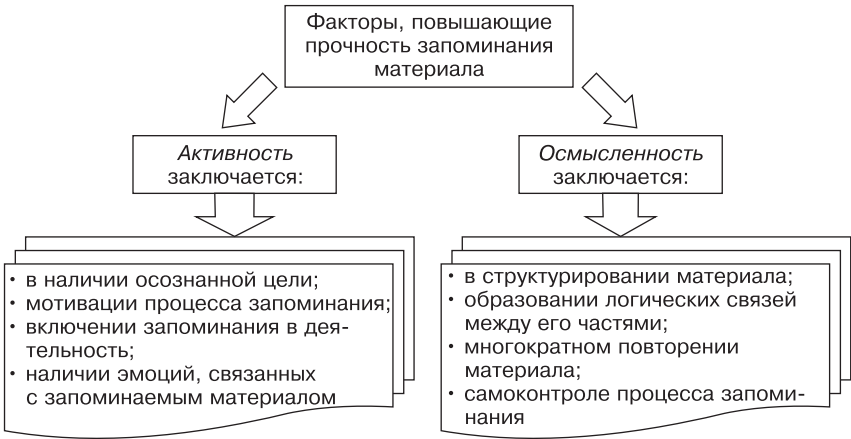 Факторы, повышающие
прочность запоминания
материала
Активность
заключается:
Осмысленность
заключается:
• в наличии осознанной цели;
• мотивации процесса запоминания;
• включении запоминания в дея-
тельность;
• наличии эмоций, связанных
с запоминаемым материалом
• в структурировании материала;
• образовании логических связей
между его частями;
• многократном повторении
материала;
• самоконтроле процесса запоми-
нания